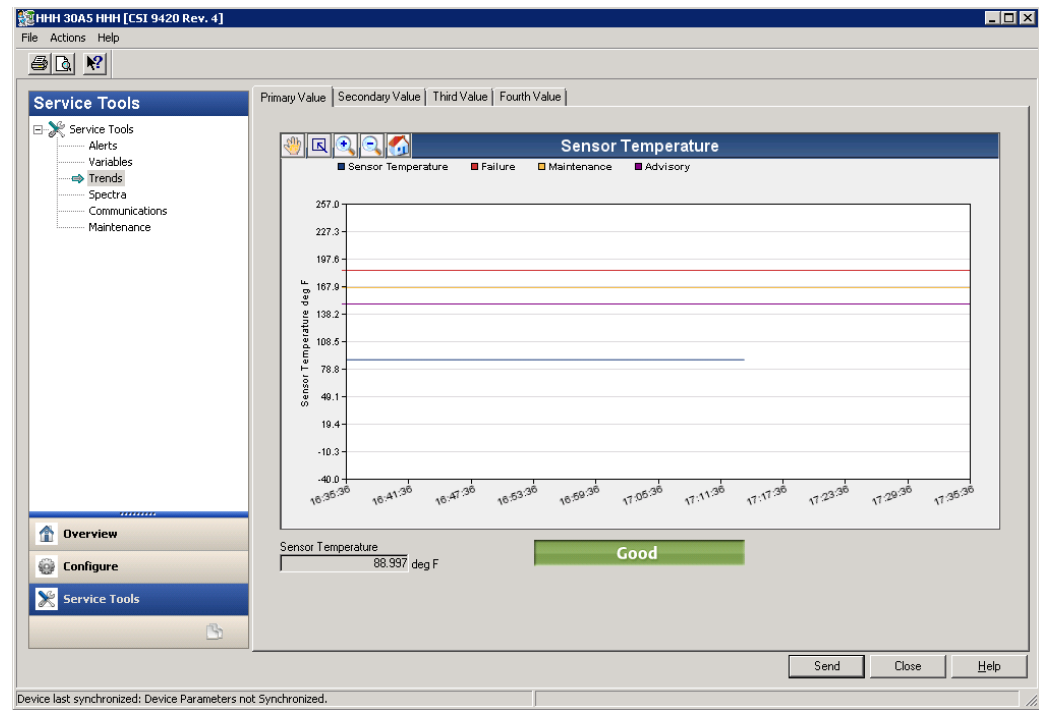 HHH 30A5 HHH [CSI 9420 Rev. 4]
File Actions Help
Service Tools
Service Tools
Alerts
Variables
Trends
Spectra
Communications
Maintenance
Overview
Configure
Service Tools
Primary Value Secondary Value Third Value Fourth Value
Sensor Temperature
Sensor Temperature Failure Maintenance Advisory
Sensor Temperature deg F
257.0
227.3
197.6
167.9
138.2
108.5
78.8
49.1
19.4
-10.3
-40.0
16:35:36 16:41:36 16:47:36 16:53:36 16:59:36 17:05:36 17:11:36 17:17:36 17:23:36 17:29:36 17:35:36
Sensor Temperature
88.997 deg F
Good
Send Close Help
Device last synchronized: Device Parameters not Synchronized.